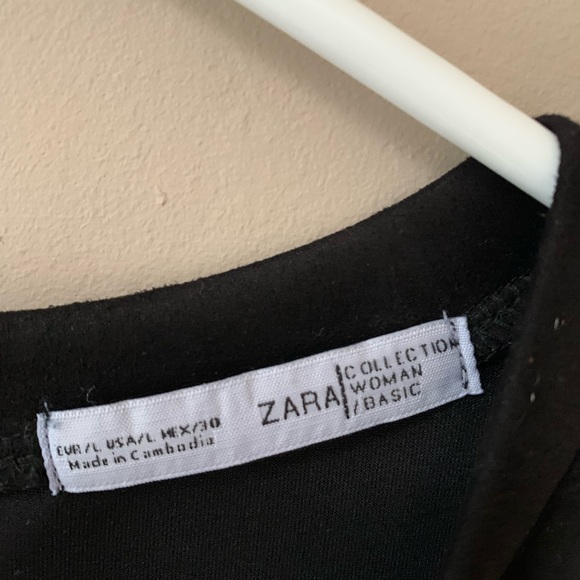 EUR/L USA/L MEX/30
Made in Cambodia
ZARA
COLLECTION
WOMAN
/BASIC